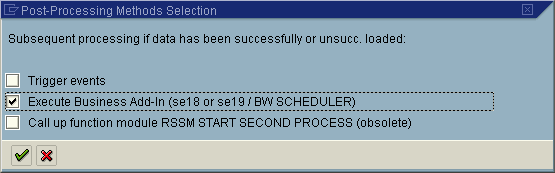 Post-Processing Methods Selection
Subsequent processing if data has been successfully or unsucc. loaded:
Trigger events
Execute Business Add-In (se18 or se19 / BW SCHEDULER)
Call up function module RSSM START SECOND PROCESS (obsolete)